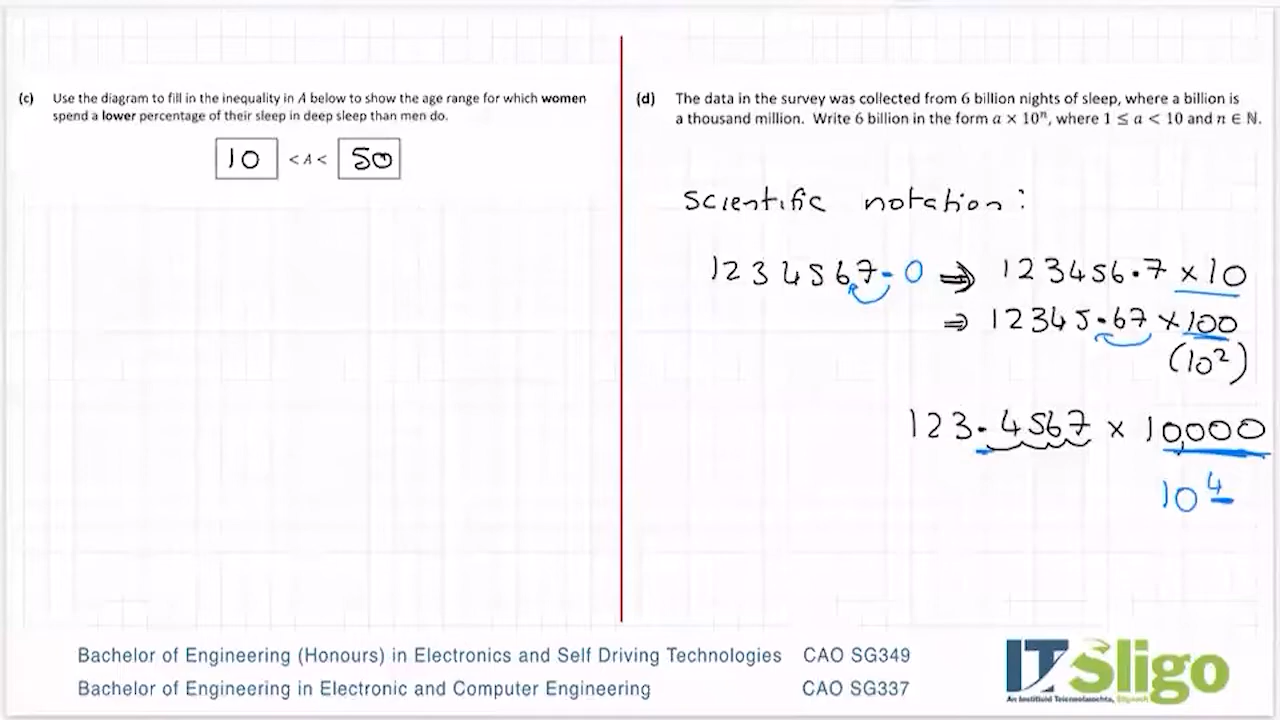 (c) Use the diagram to fill in the inequality in A below to show the age range for which women
spend a lower percentage of their sleep in deep sleep than men do.
10 < A < 50
(d) The data in the survey was collected from 6 billion nights of sleep, where a billion is
a thousand million. Write 6 billion in the form a × 10ⁿ, where 1 ≤ a < 10 and n ∈ ℕ.
scientific notation:
1234567.0 ⇒ 123456.7 × 10
⇒ 12345.67 × 100
(10²)
123.4567 × 10,000
10⁴
Bachelor of Engineering (Honours) in Electronics and Self Driving Technologies CAO SG349
Bachelor of Engineering in Electronic and Computer Engineering CAO SG337
IT Sligo
An Institiúid Teicneolaíochta, Sligeach